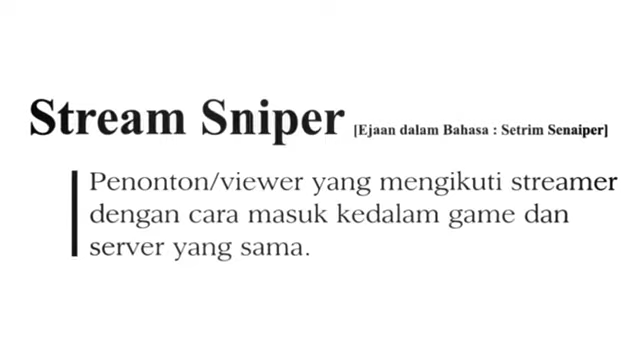 Stream Sniper [Ejaan dalam Bahasa : Setrim Senaiper]
Penonton/viewer yang mengikuti streamer
dengan cara masuk kedalam game dan
server yang sama.